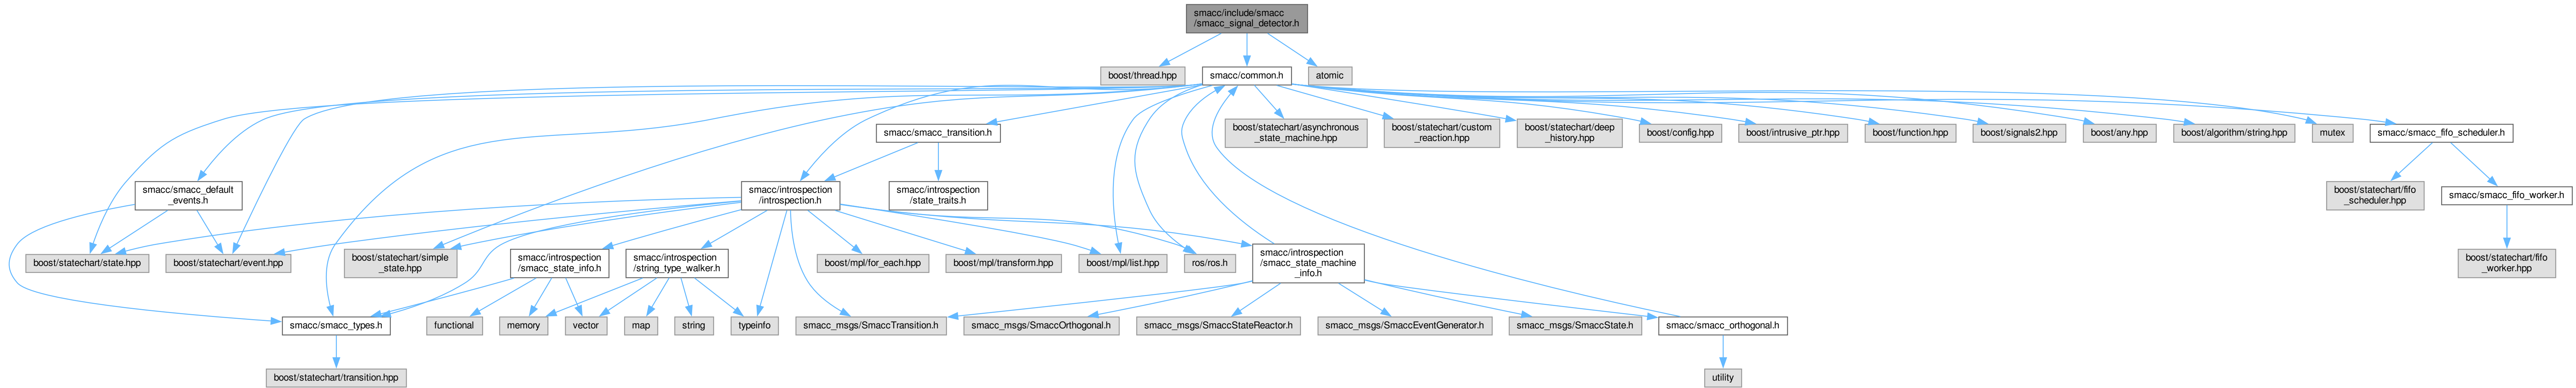 smacc/include/smacc
/smacc_signal_detector.h
boost/thread.hpp
smacc/common.h
atomic
smacc/smacc_transition.h
boost/statechart/asynchronous
_state_machine.hpp
boost/statechart/custom
_reaction.hpp
boost/statechart/deep
_history.hpp
boost/config.hpp
boost/intrusive_ptr.hpp
boost/function.hpp
boost/signals2.hpp
boost/any.hpp
boost/algorithm/string.hpp
mutex
smacc/smacc_fifo_scheduler.h
smacc/smacc_default
_events.h
smacc/introspection
/introspection.h
smacc/introspection
/state_traits.h
boost/statechart/fifo
_scheduler.hpp
smacc/smacc_fifo_worker.h
boost/statechart/state.hpp
boost/statechart/event.hpp
boost/statechart/simple
_state.hpp
smacc/introspection
/smacc_state_info.h
smacc/introspection
/string_type_walker.h
boost/mpl/for_each.hpp
boost/mpl/transform.hpp
boost/mpl/list.hpp
ros/ros.h
smacc/introspection
/smacc_state_machine
_info.h
boost/statechart/fifo
_worker.hpp
smacc/smacc_types.h
functional
memory
vector
map
string
typeinfo
smacc_msgs/SmaccTransition.h
smacc_msgs/SmaccOrthogonal.h
smacc_msgs/SmaccStateReactor.h
smacc_msgs/SmaccEventGenerator.h
smacc_msgs/SmaccState.h
smacc/smacc_orthogonal.h
boost/statechart/transition.hpp
utility